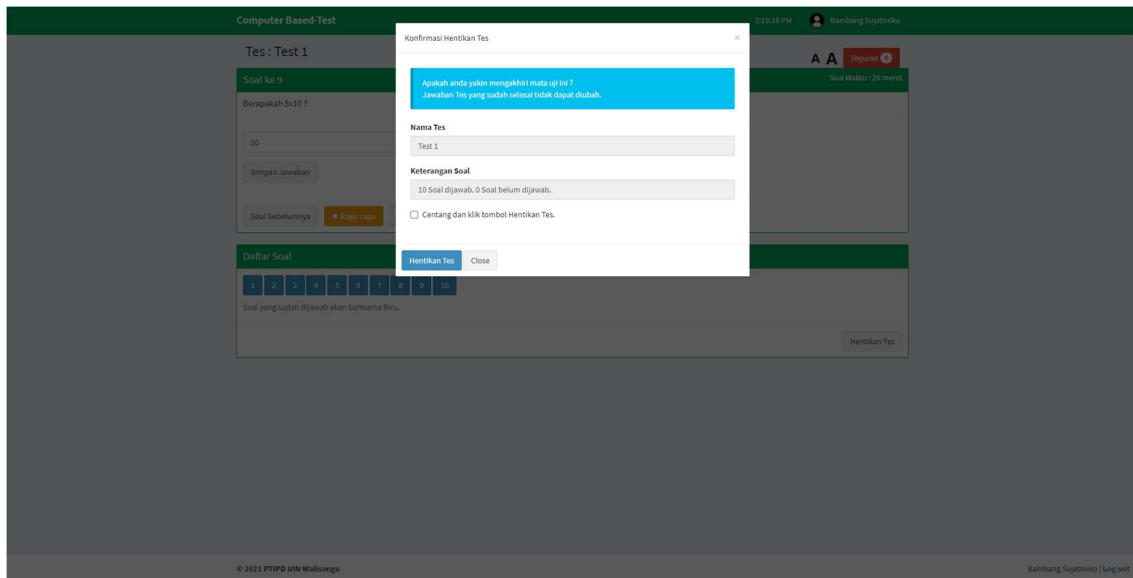 Computer Based-Test
2:19:19 PM
Bambang Sujatmiko
Tes : Test 1
A A
Teguran 0
Soal ke 9
Sisa Waktu : 26 menit
Berapakah 5x10 ?
50
Simpan Jawaban
Soal Sebelumnya
Ragu-ragu
Konfirmasi Hentikan Tes
×
Apakah anda yakin mengakhiri mata uji ini ?
Jawaban Tes yang sudah selesai tidak dapat diubah.
Nama Tes
Test 1
Keterangan Soal
10 Soal dijawab. 0 Soal belum dijawab.
Centang dan klik tombol Hentikan Tes.
Hentikan Tes
Close
Daftar Soal
1 2 3 4 5 6 7 8 9 10
Soal yang sudah dijawab akan berwarna Biru.
Hentikan Tes
© 2021 PTIPD UIN Walisongo
Bambang Sujatmiko | Log out